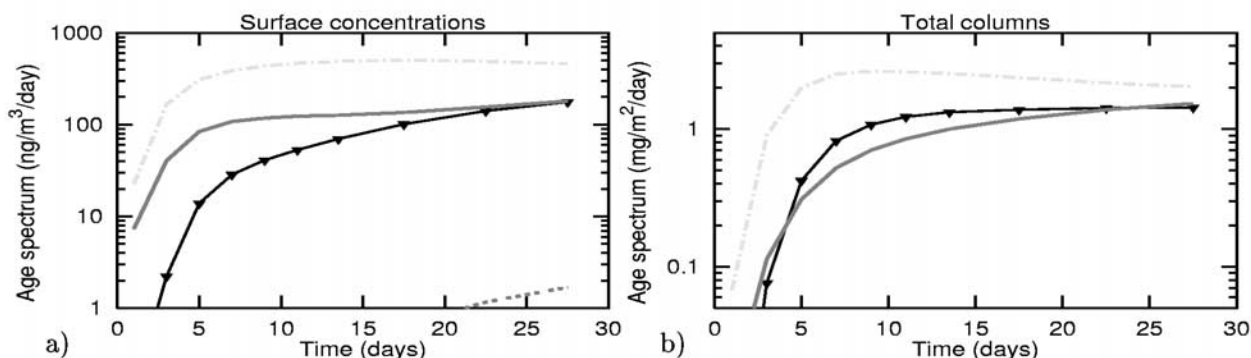 Surface concentrations
Age spectrum (ng/m³/day)
1000
100
10
1
0 5 10 15 20 25 30
Time (days)
a)
Total columns
Age spectrum (mg/m²/day)
1
0.1
0 5 10 15 20 25 30
Time (days)
b)